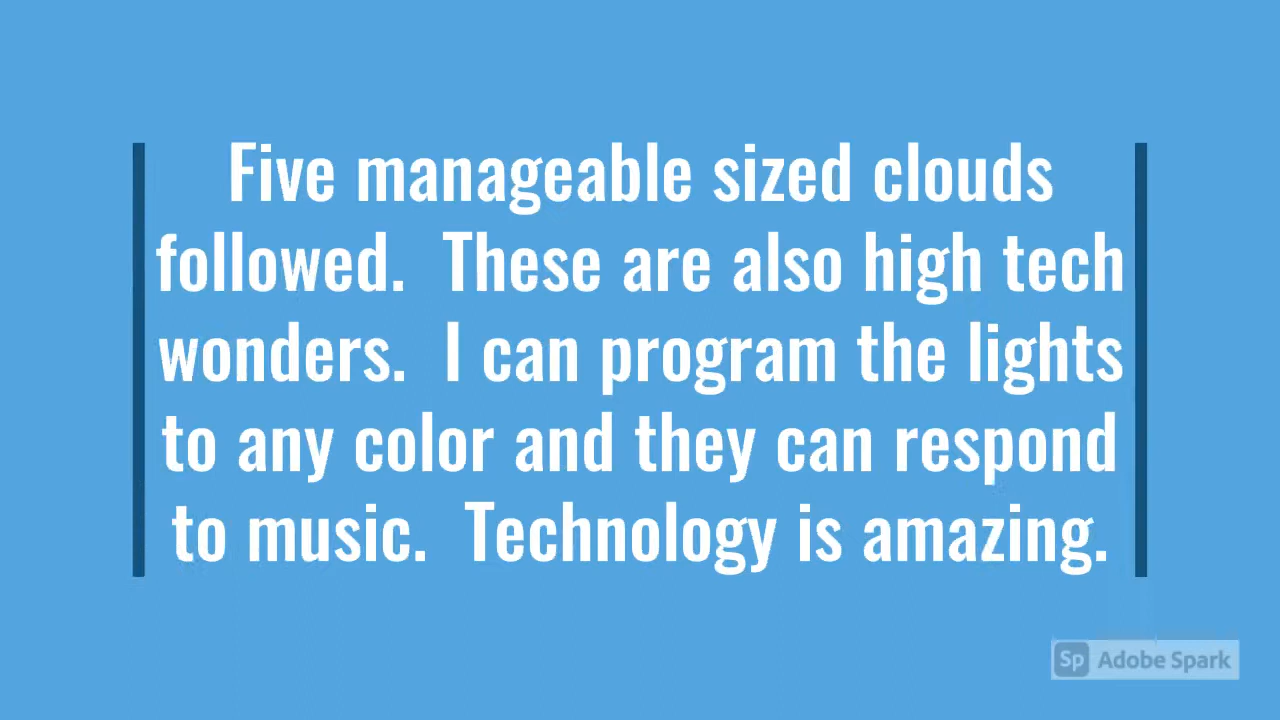 Five manageable sized clouds
followed.  These are also high tech
wonders.  I can program the lights
to any color and they can respond
to music.  Technology is amazing.
Sp Adobe Spark